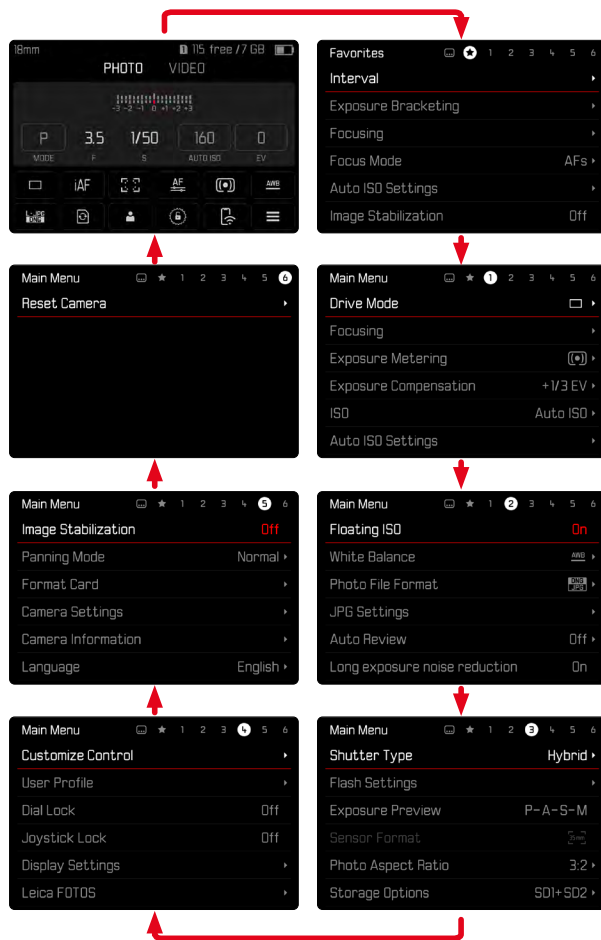 18mm 1 115 free / 7 GB
PHOTO VIDEO
-3 -2 -1 0 +1 +2 +3
P 3.5 1/50 160 0
MODE F S AUTO ISO EV
iAF AF AWB
L-JPG
DNG
Favorites 1 2 3 4 5 6
Interval
Exposure Bracketing
Focusing
Focus Mode AFs
Auto ISO Settings
Image Stabilization Off
Main Menu 1 2 3 4 5 6
Reset Camera
Main Menu 1 2 3 4 5 6
Drive Mode
Focusing
Exposure Metering
Exposure Compensation +1/3 EV
ISO Auto ISO
Auto ISO Settings
Main Menu 1 2 3 4 5 6
Image Stabilization Off
Panning Mode Normal
Format Card
Camera Settings
Camera Information
Language English
Main Menu 1 2 3 4 5 6
Floating ISO On
White Balance AWB
Photo File Format DNG JPG
JPG Settings
Auto Review Off
Long exposure noise reduction On
Main Menu 1 2 3 4 5 6
Customize Control
User Profile
Dial Lock Off
Joystick Lock Off
Display Settings
Leica FOTOS
Main Menu 1 2 3 4 5 6
Shutter Type Hybrid
Flash Settings
Exposure Preview P-A-S-M
Sensor Format 35mm
Photo Aspect Ratio 3:2
Storage Options SD1+SD2